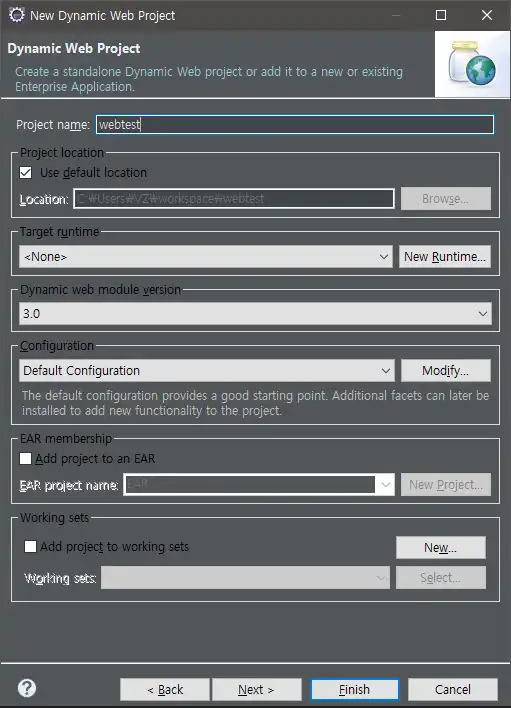 New Dynamic Web Project
Dynamic Web Project
Create a standalone Dynamic Web project or add it to a new or existing
Enterprise Application.
Project name: webtest
Project location
Use default location
Location: C:₩Users₩VZ₩workspace₩webtest Browse...
Target runtime
<None> New Runtime...
Dynamic web module version
3.0
Configuration
Default Configuration Modify...
The default configuration provides a good starting point. Additional facets can later be
installed to add new functionality to the project.
EAR membership
Add project to an EAR
EAR project name: EAR New Project...
Working sets
Add project to working sets New...
Working sets: Select...
? < Back Next > Finish Cancel